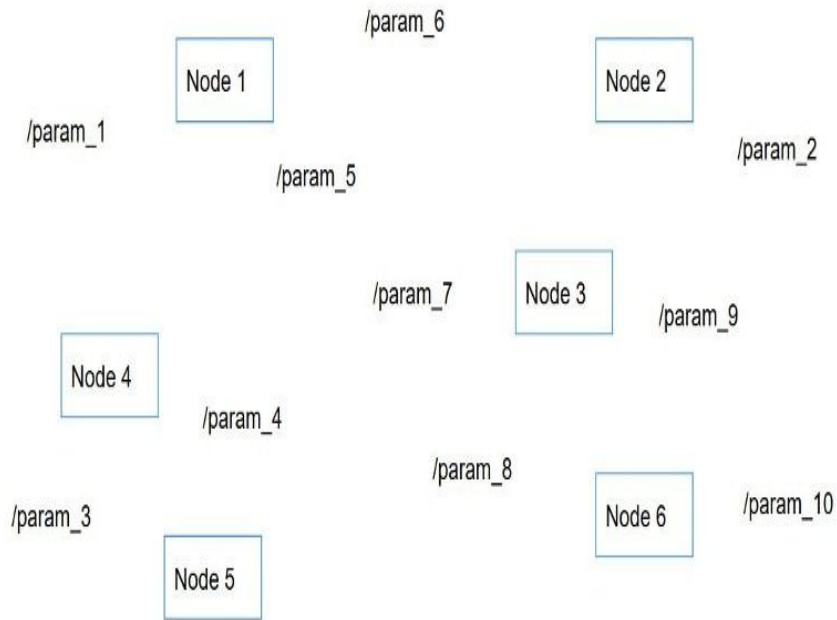 /param_6
Node 1
Node 2
/param_1
/param_2
/param_5
Node 3
/param_7
/param_9
Node 4
/param_4
/param_8
/param_10
Node 6
/param_3
Node 5